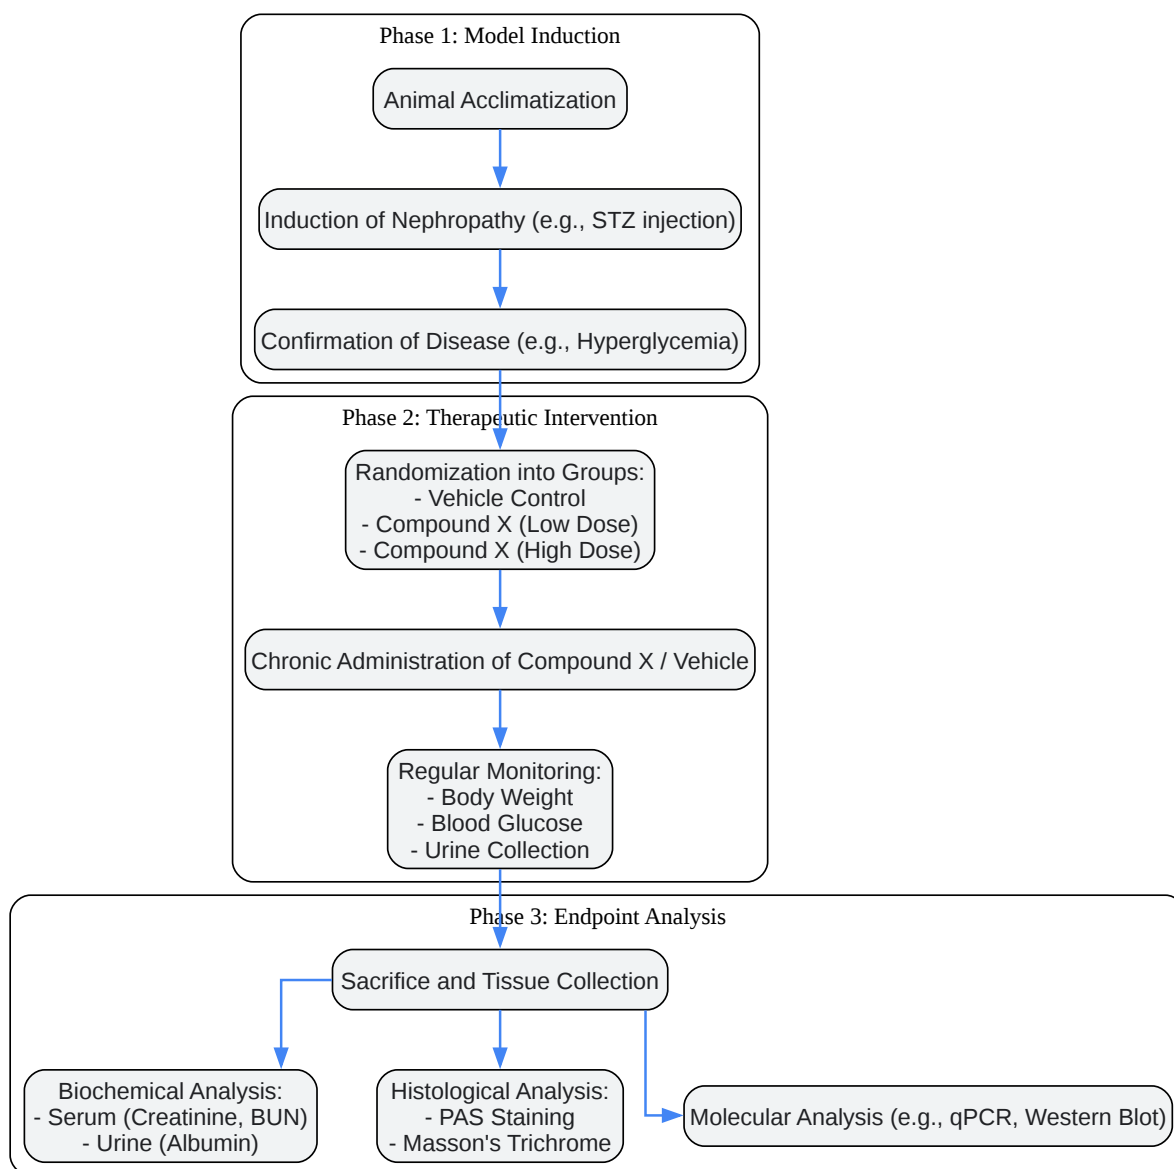 Phase 1: Model Induction
Animal Acclimatization
Induction of Nephropathy (e.g., STZ injection)
Confirmation of Disease (e.g., Hyperglycemia)
Phase 2: Therapeutic Intervention
Randomization into Groups:
- Vehicle Control
- Compound X (Low Dose)
- Compound X (High Dose)
Chronic Administration of Compound X / Vehicle
Regular Monitoring:
- Body Weight
- Blood Glucose
- Urine Collection
Phase 3: Endpoint Analysis
Sacrifice and Tissue Collection
Biochemical Analysis:
- Serum (Creatinine, BUN)
- Urine (Albumin)
Histological Analysis:
- PAS Staining
- Masson's Trichrome
Molecular Analysis (e.g., qPCR, Western Blot)